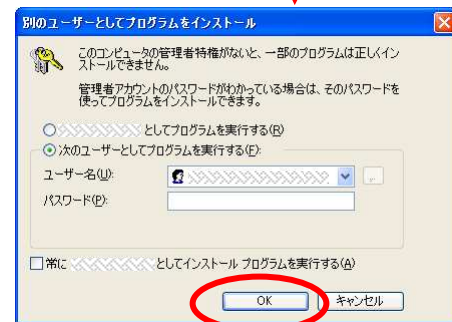 別のユーザーとしてプログラムをインストール
このコンピュータの管理者特権がないと、一部のプログラムは正しくイン
ストールできません。
管理者アカウントのパスワードがわかっている場合は、そのパスワードを
使ってプログラムをインストールできます。
としてプログラムを実行する(R)
次のユーザーとしてプログラムを実行する(F):
ユーザー名(U):
パスワード(P):
常に としてインストール プログラムを実行する(A)
OK キャンセル